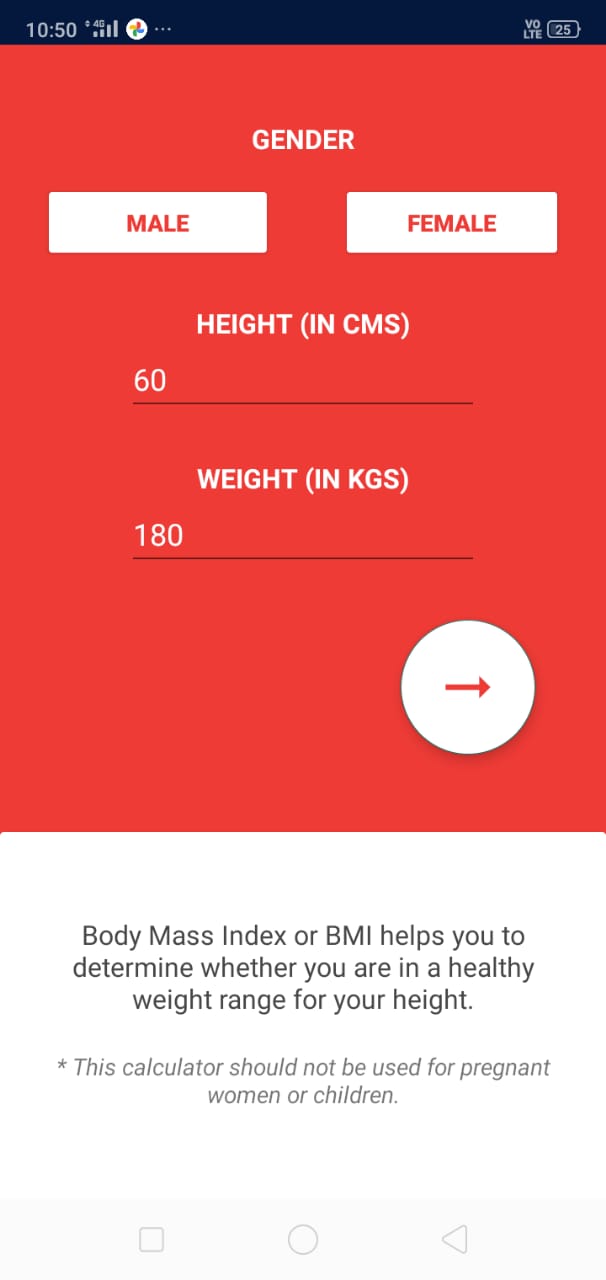 10:50 4G VO LTE 25
GENDER
MALE FEMALE
HEIGHT (IN CMS)
60
WEIGHT (IN KGS)
180
Body Mass Index or BMI helps you to
determine whether you are in a healthy
weight range for your height.
* This calculator should not be used for pregnant
women or children.